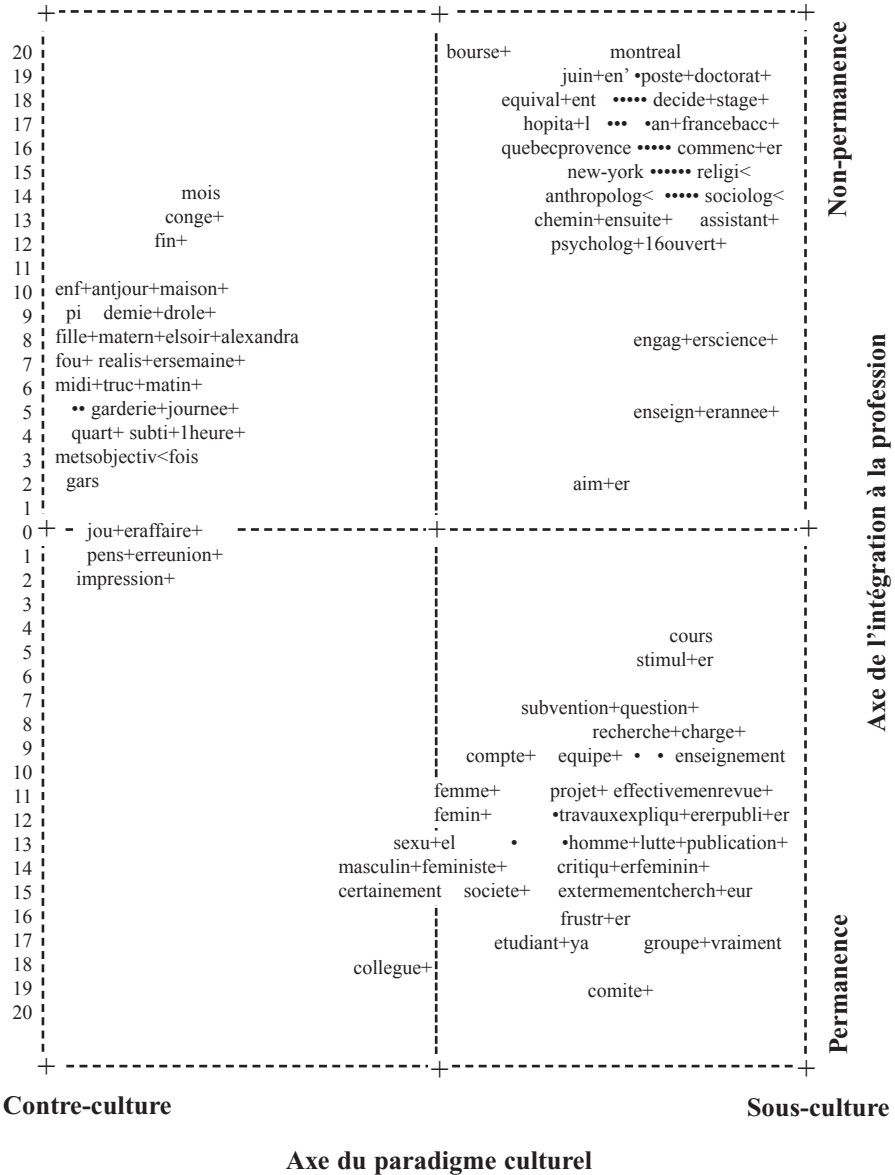 20 bourse+ montreal
19 juin+en’ •poste+doctorat+
18 equival+ent ••••• decide+stage+
17 hopita+l ••• •an+francebacc+
16 quebecprovence ••••• commenc+er
15 new-york •••••• religi<
14 mois anthropolog< ••••• sociolog<
13 conge+ chemin+ensuite+ assistant+
12 fin+ psycholog+16ouvert+
11
10 enf+antjour+maison+
9 pi demie+drole+
8 fille+matern+elsoir+alexandra engag+erscience+
7 fou+ realis+ersemaine+
6 midi+truc+matin+
5 •• garderie+journee+ enseign+erannee+
4 quart+ subti+1heure+
3 metsobjectiv<fois
2 gars aim+er
1
0 jou+eraffaire+
1 pens+erreunion+
2 impression+
3
4 cours
5 stimul+er
6
7 subvention+question+
8 recherche+charge+
9 compte+ equipe+ • • enseignement
10
11 femme+ projet+ effectivemenrevue+
12 femin+ •travauxexpliqu+ererpubli+er
13 sexu+el • •homme+lutte+publication+
14 masculin+feministe+ critiqu+erfeminin+
15 certainement societe+ extermementcherch+eur
16 frustr+er
17 etudiant+ya groupe+vraiment
18 collegue+
19 comite+
20
Non-permanence
Axe de l’intégration à la profession
Permanence
Contre-culture Sous-culture
Axe du paradigme culturel